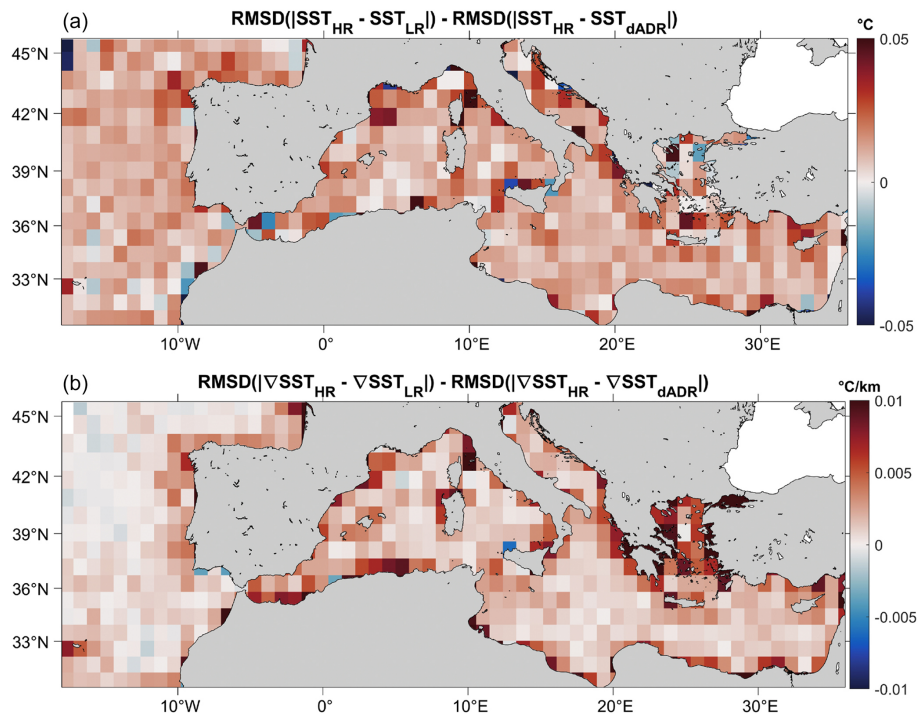 (a) RMSD(|SST_HR - SST_LR|) - RMSD(|SST_HR - SST_dADR|)
°C
45°N
42°N
39°N
36°N
33°N
10°W 0°E 10°E 20°E 30°E
0.05
0
-0.05
(b) RMSD(|∇SST_HR - ∇SST_LR|) - RMSD(|∇SST_HR - ∇SST_dADR|)
°C/km
45°N
42°N
39°N
36°N
33°N
10°W 0°E 10°E 20°E 30°E
0.01
0.005
0
-0.005
-0.01